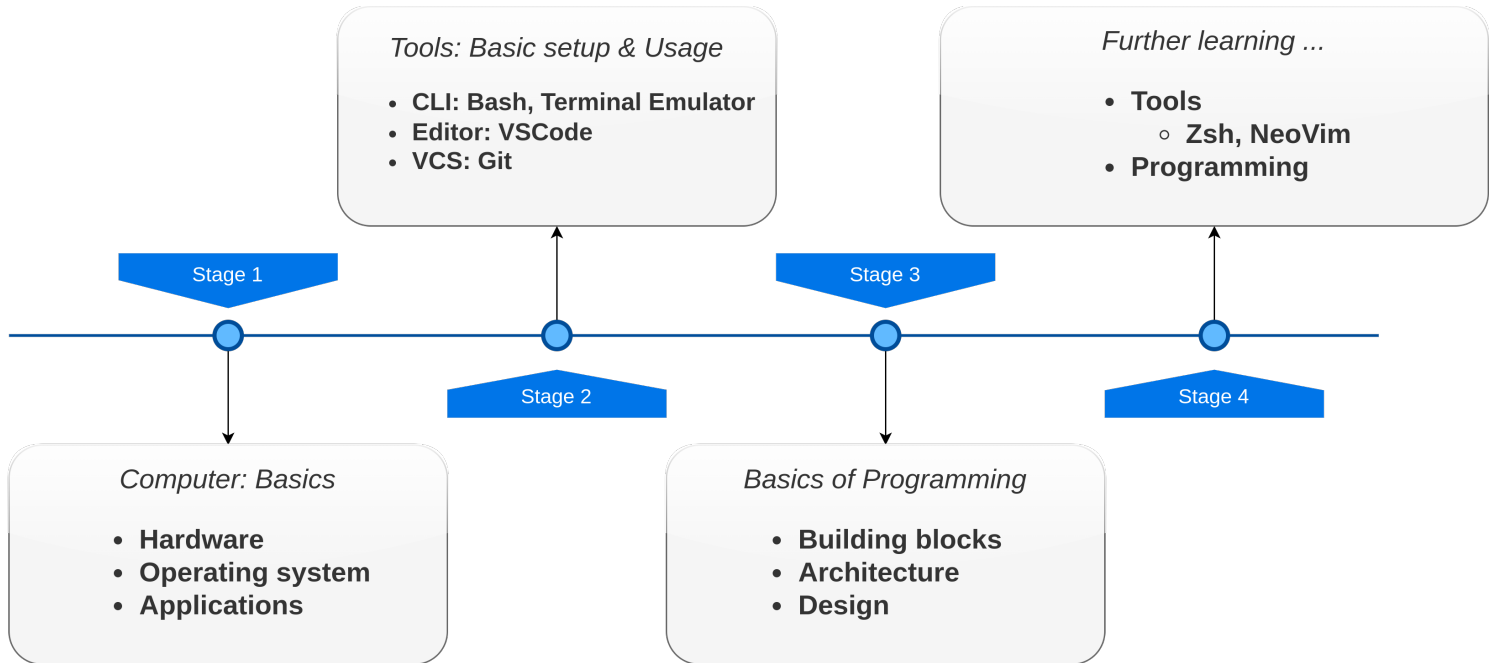 Stage 1
Computer: Basics
• Hardware
• Operating system
• Applications
Stage 2
Tools: Basic setup & Usage
• CLI: Bash, Terminal Emulator
• Editor: VSCode
• VCS: Git
Stage 3
Basics of Programming
• Building blocks
• Architecture
• Design
Stage 4
Further learning ...
• Tools
◦ Zsh, NeoVim
• Programming